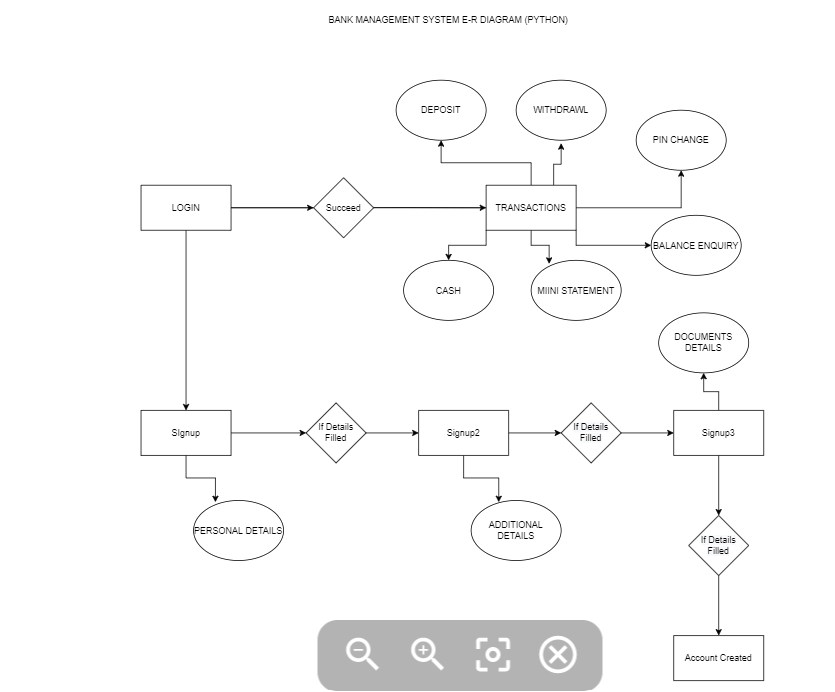 BANK MANAGEMENT SYSTEM E-R DIAGRAM (PYTHON)
DEPOSIT
WITHDRAWL
PIN CHANGE
LOGIN
Succeed
TRANSACTIONS
BALANCE ENQUIRY
CASH
MIINI STATEMENT
DOCUMENTS
DETAILS
SIgnup
If Details
Filled
Signup2
If Details
Filled
Signup3
PERSONAL DETAILS
ADDITIONAL
DETAILS
If Details
Filled
Account Created